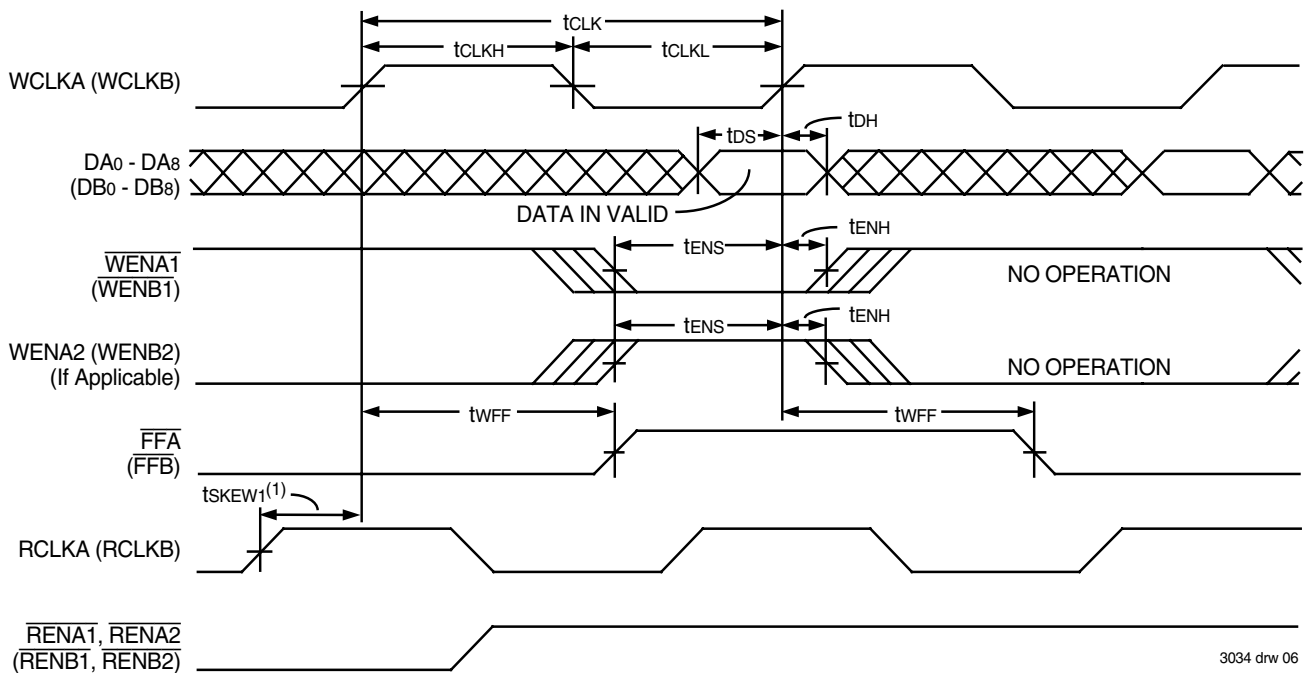 tCLK
tCLKH tCLKL
WCLKA (WCLKB)
tDS tDH
DA0 - DA8
(DB0 - DB8)
DATA IN VALID
tENS tENH
WENA1
(WENB1)
NO OPERATION
tENS tENH
WENA2 (WENB2)
(If Applicable)
NO OPERATION
tWFF tWFF
FFA
(FFB)
tSKEW1(1)
RCLKA (RCLKB)
RENA1, RENA2
(RENB1, RENB2)
3034 drw 06